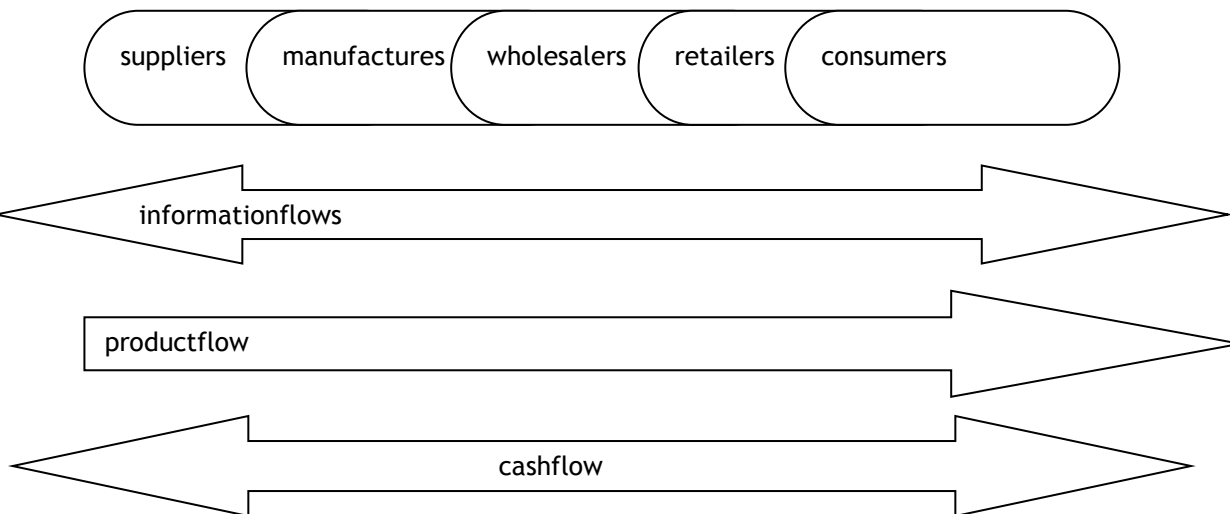 suppliers manufactures wholesalers retailers consumers
informationflows
productflow
cashflow